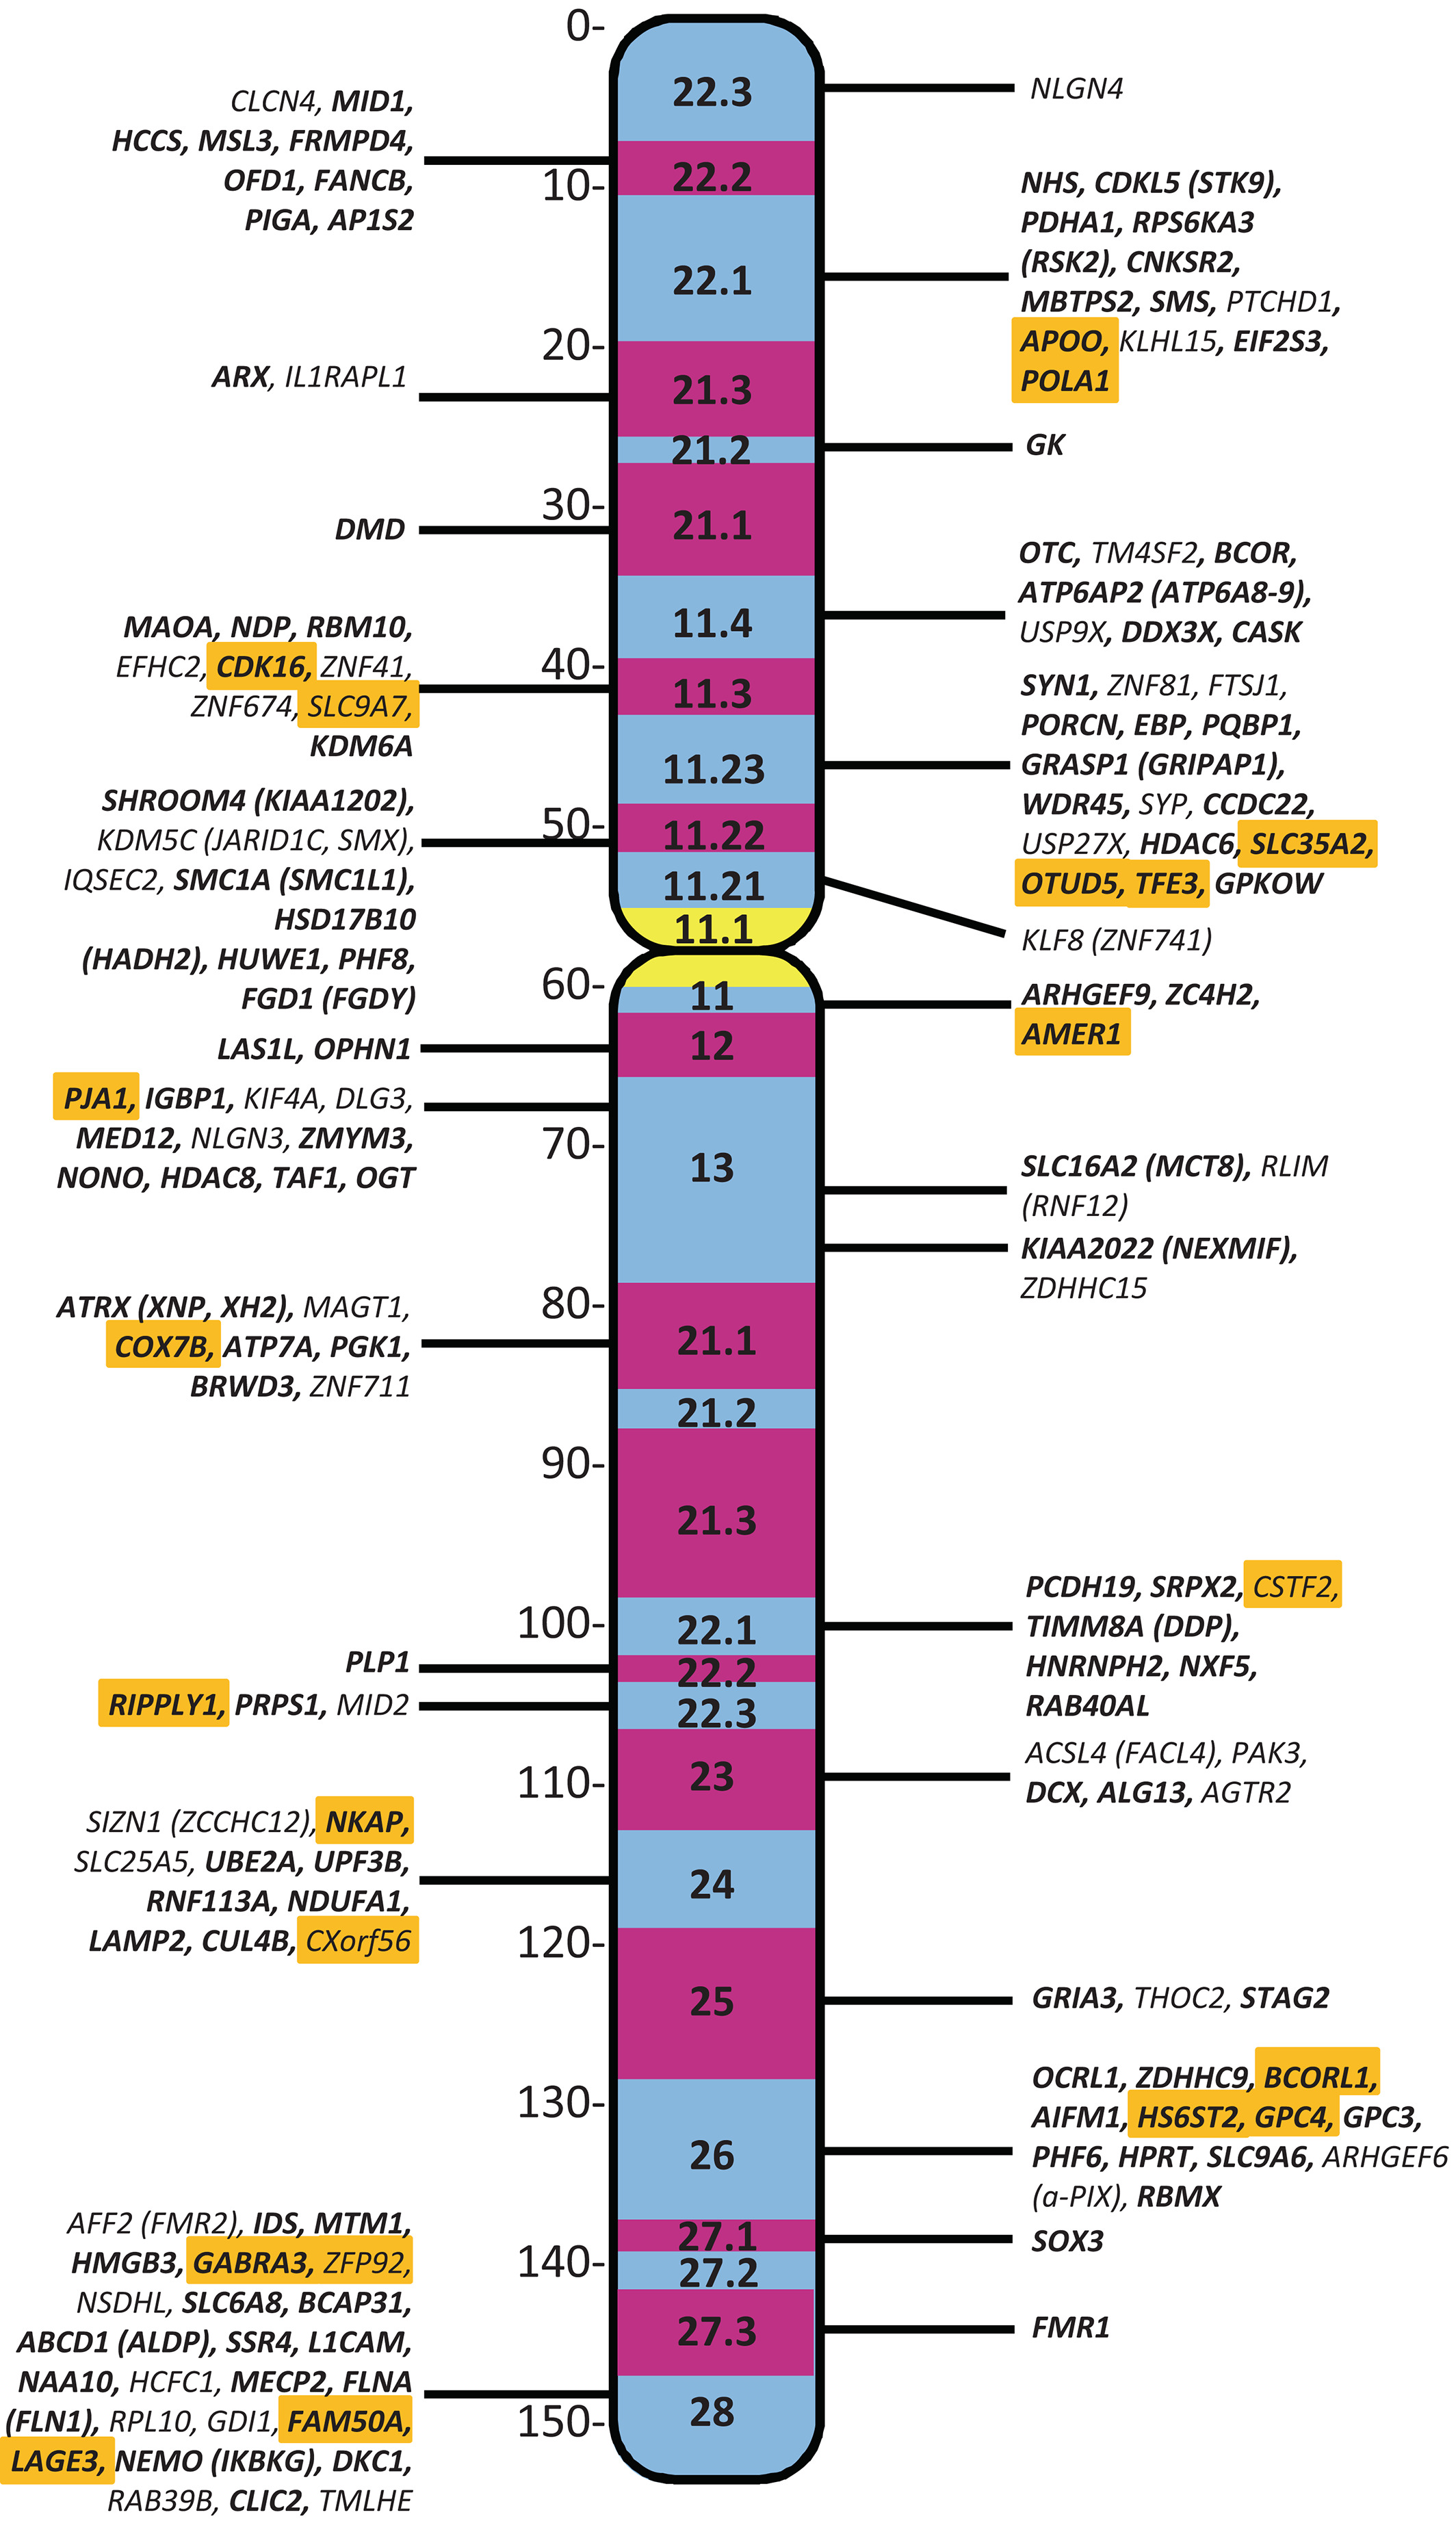 0-
22.3
NLGN4
CLCN4, MID1,
HCCS, MSL3, FRMPD4,
OFD1, FANCB,
PIGA, AP1S2
22.2
10-
NHS, CDKL5 (STK9),
PDHA1, RPS6KA3
(RSK2), CNKSR2,
MBTPS2, SMS, PTCHD1,
APOO, KLHL15, EIF2S3,
POLA1
22.1
20-
ARX, IL1RAPL1
21.3
21.2
GK
30-
DMD
21.1
OTC, TM4SF2, BCOR,
ATP6AP2 (ATP6A8-9),
USP9X, DDX3X, CASK
11.4
MAOA, NDP, RBM10,
EFHC2, CDK16, ZNF41,
ZNF674, SLC9A7,
KDM6A
40-
11.3
SYN1, ZNF81, FTSJ1,
PORCN, EBP, PQBP1,
GRASP1 (GRIPAP1),
WDR45, SYP, CCDC22,
USP27X, HDAC6, SLC35A2,
OTUD5, TFE3, GPKOW
11.23
SHROOM4 (KIAA1202),
KDM5C (JARID1C, SMX),
IQSEC2, SMC1A (SMC1L1),
HSD17B10
(HADH2), HUWE1, PHF8,
FGD1 (FGDY)
50-
11.22
11.21
KLF8 (ZNF741)
11.1
60-
11
ARHGEF9, ZC4H2,
AMER1
LAS1L, OPHN1
12
PJA1, IGBP1, KIF4A, DLG3,
MED12, NLGN3, ZMYM3,
NONO, HDAC8, TAF1, OGT
70-
13
SLC16A2 (MCT8), RLIM
(RNF12)
KIAA2022 (NEXMIF),
ZDHHC15
80-
ATRX (XNP, XH2), MAGT1,
COX7B, ATP7A, PGK1,
BRWD3, ZNF711
21.1
21.2
90-
21.3
PCDH19, SRPX2, CSTF2,
TIMM8A (DDP),
HNRNPH2, NXF5,
RAB40AL
100-
22.1
PLP1
22.2
RIPPLY1, PRPS1, MID2
22.3
ACSL4 (FACL4), PAK3,
DCX, ALG13, AGTR2
23
110-
SIZN1 (ZCCHC12), NKAP,
SLC25A5, UBE2A, UPF3B,
RNF113A, NDUFA1,
LAMP2, CUL4B, CXorf56
24
120-
25
GRIA3, THOC2, STAG2
OCRL1, ZDHHC9, BCORL1,
AIFM1, HS6ST2, GPC4, GPC3,
PHF6, HPRT, SLC9A6, ARHGEF6
(α-PIX), RBMX
130-
26
27.1
SOX3
140-
27.2
AFF2 (FMR2), IDS, MTM1,
HMGB3, GABRA3, ZFP92,
NSDHL, SLC6A8, BCAP31,
ABCD1 (ALDP), SSR4, L1CAM,
NAA10, HCFC1, MECP2, FLNA
(FLN1), RPL10, GDI1, FAM50A,
LAGE3, NEMO (IKBKG), DKC1,
RAB39B, CLIC2, TMLHE
27.3
FMR1
150-
28